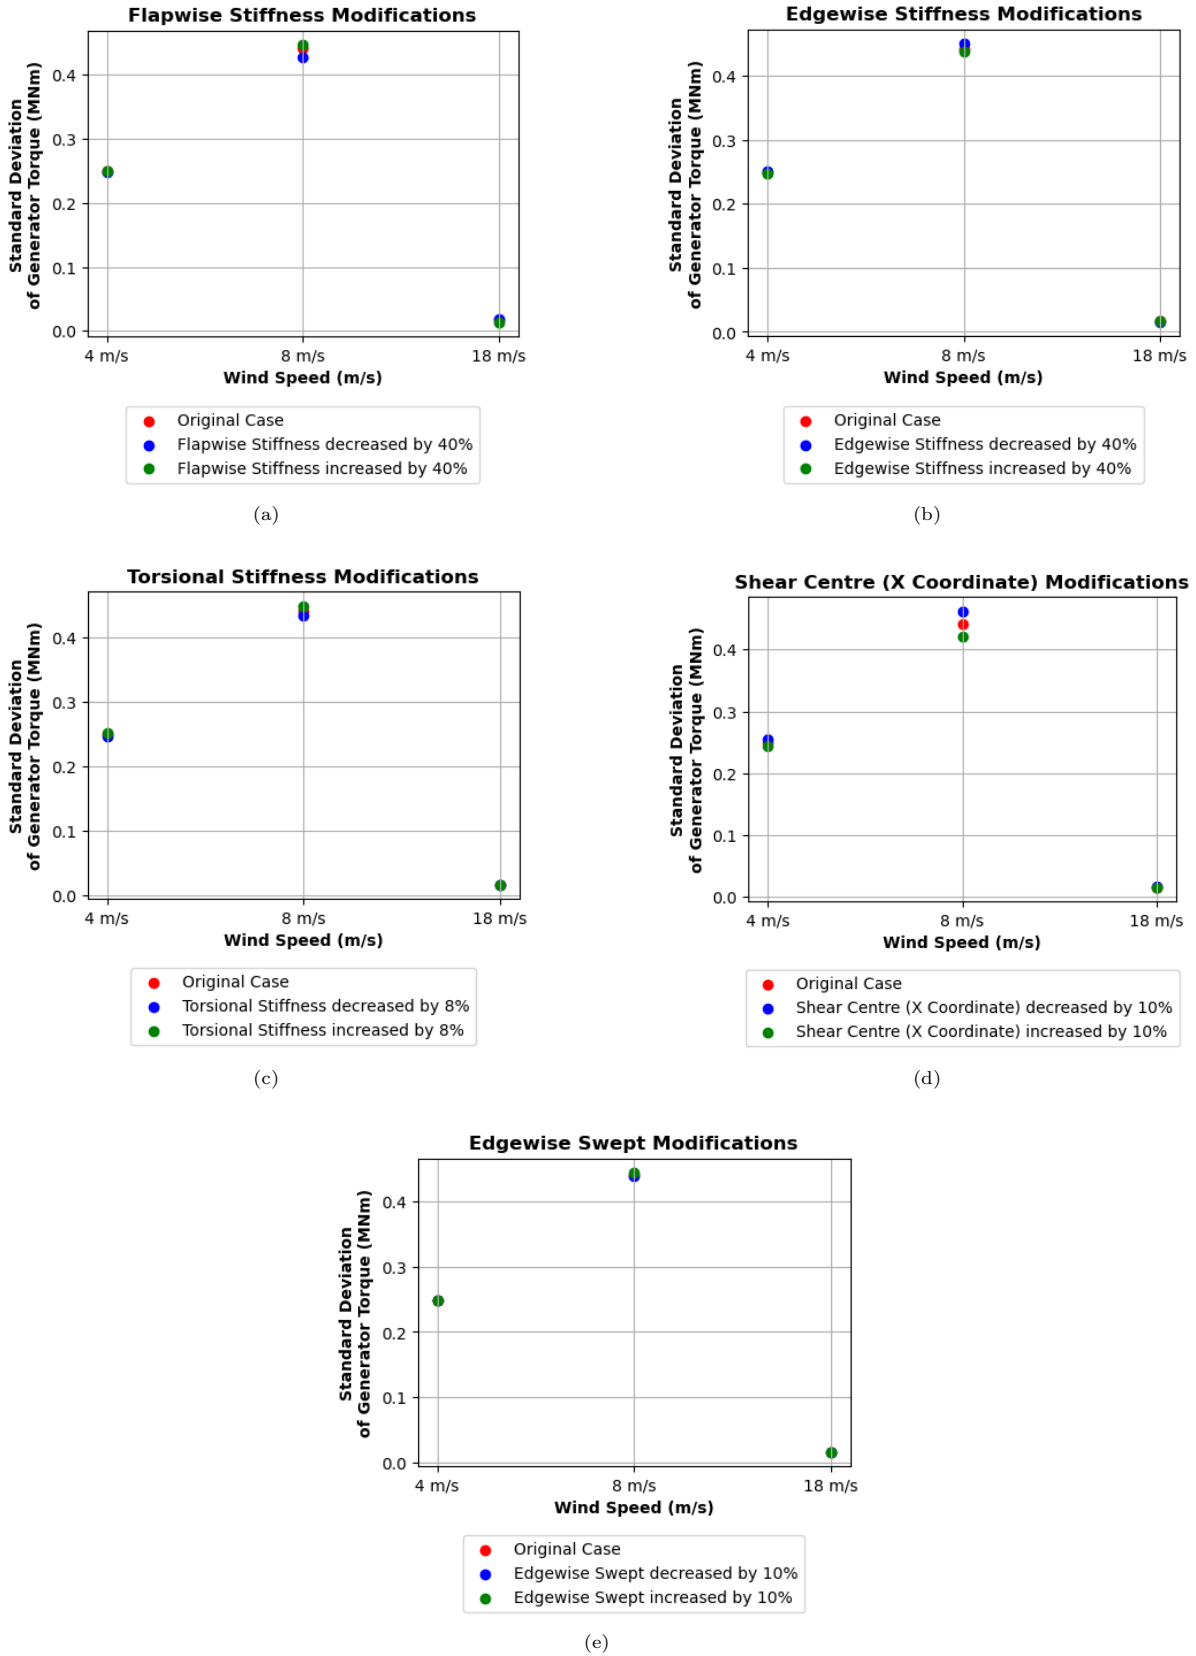 Flapwise Stiffness Modifications
Standard Deviation
of Generator Torque (MNm)
0.4
0.3
0.2
0.1
0.0
4 m/s
8 m/s
18 m/s
Wind Speed (m/s)
Original Case
Flapwise Stiffness decreased by 40%
Flapwise Stiffness increased by 40%
(a)
Edgewise Stiffness Modifications
Standard Deviation
of Generator Torque (MNm)
0.4
0.3
0.2
0.1
0.0
4 m/s
8 m/s
18 m/s
Wind Speed (m/s)
Original Case
Edgewise Stiffness decreased by 40%
Edgewise Stiffness increased by 40%
(b)
Torsional Stiffness Modifications
Standard Deviation
of Generator Torque (MNm)
0.4
0.3
0.2
0.1
0.0
4 m/s
8 m/s
18 m/s
Wind Speed (m/s)
Original Case
Torsional Stiffness decreased by 8%
Torsional Stiffness increased by 8%
(c)
Shear Centre (X Coordinate) Modifications
Standard Deviation
of Generator Torque (MNm)
0.4
0.3
0.2
0.1
0.0
4 m/s
8 m/s
18 m/s
Wind Speed (m/s)
Original Case
Shear Centre (X Coordinate) decreased by 10%
Shear Centre (X Coordinate) increased by 10%
(d)
Edgewise Swept Modifications
Standard Deviation
of Generator Torque (MNm)
0.4
0.3
0.2
0.1
0.0
4 m/s
8 m/s
18 m/s
Wind Speed (m/s)
Original Case
Edgewise Swept decreased by 10%
Edgewise Swept increased by 10%
(e)